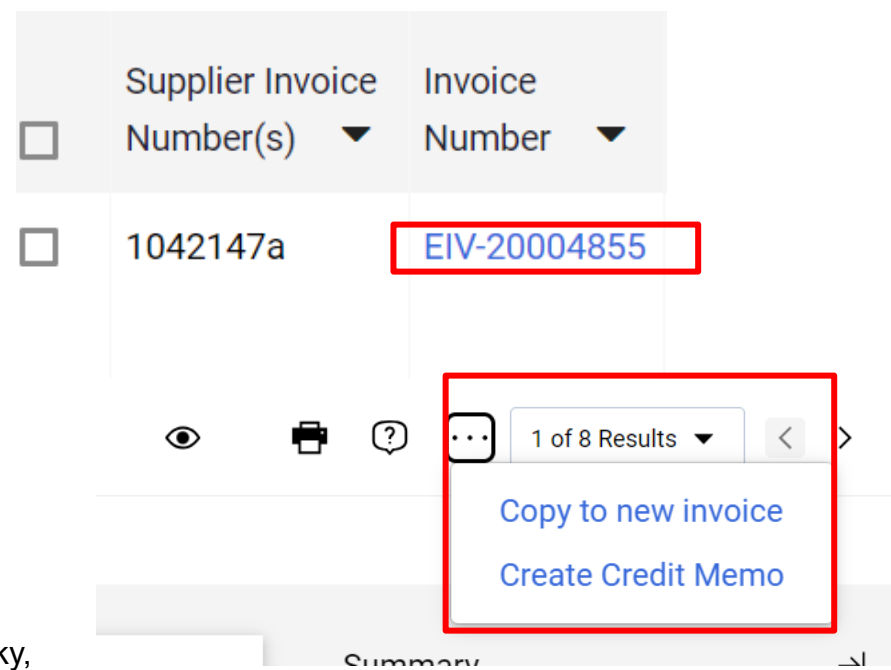 Supplier Invoice Number(s)
Invoice Number
1042147a
EIV-20004855
1 of 8 Results
Copy to new invoice
Create Credit Memo
ky,
Summary